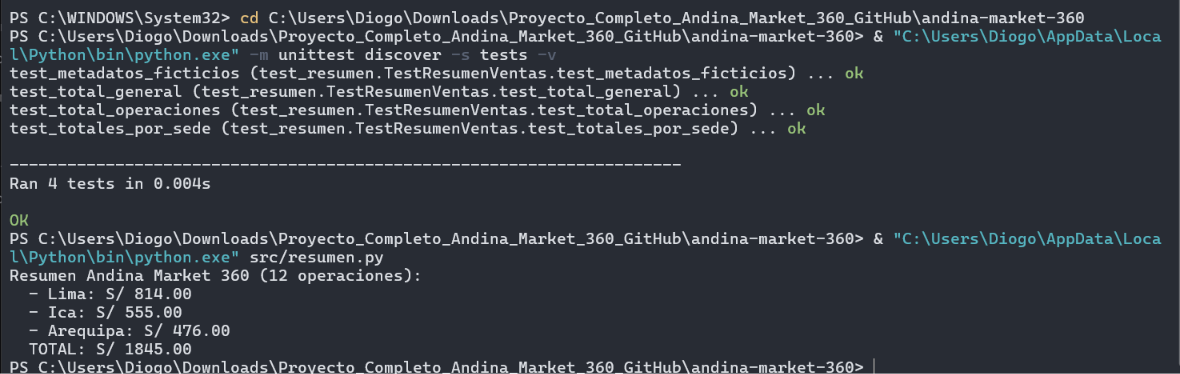 PS C:\WINDOWS\System32> cd C:\Users\Diogo\Downloads\Proyecto_Completo_Andina_Market_360_GitHub\andina-market-360
PS C:\Users\Diogo\Downloads\Proyecto_Completo_Andina_Market_360_GitHub\andina-market-360> & "C:\Users\Diogo\AppData\Loca
l\Python\bin\python.exe" -m unittest discover -s tests -v
test_metadatos_ficticios (test_resumen.TestResumenVentas.test_metadatos_ficticios) ... ok
test_total_general (test_resumen.TestResumenVentas.test_total_general) ... ok
test_total_operaciones (test_resumen.TestResumenVentas.test_total_operaciones) ... ok
test_totales_por_sede (test_resumen.TestResumenVentas.test_totales_por_sede) ... ok
----------------------------------------------------------------------
Ran 4 tests in 0.004s
OK
PS C:\Users\Diogo\Downloads\Proyecto_Completo_Andina_Market_360_GitHub\andina-market-360> & "C:\Users\Diogo\AppData\Loca
l\Python\bin\python.exe" src/resumen.py
Resumen Andina Market 360 (12 operaciones):
  - Lima: S/ 814.00
  - Ica: S/ 555.00
  - Arequipa: S/ 476.00
  TOTAL: S/ 1845.00
PS C:\Users\Diogo\Downloads\Proyecto_Completo_Andina_Market_360_GitHub\andina-market-360>